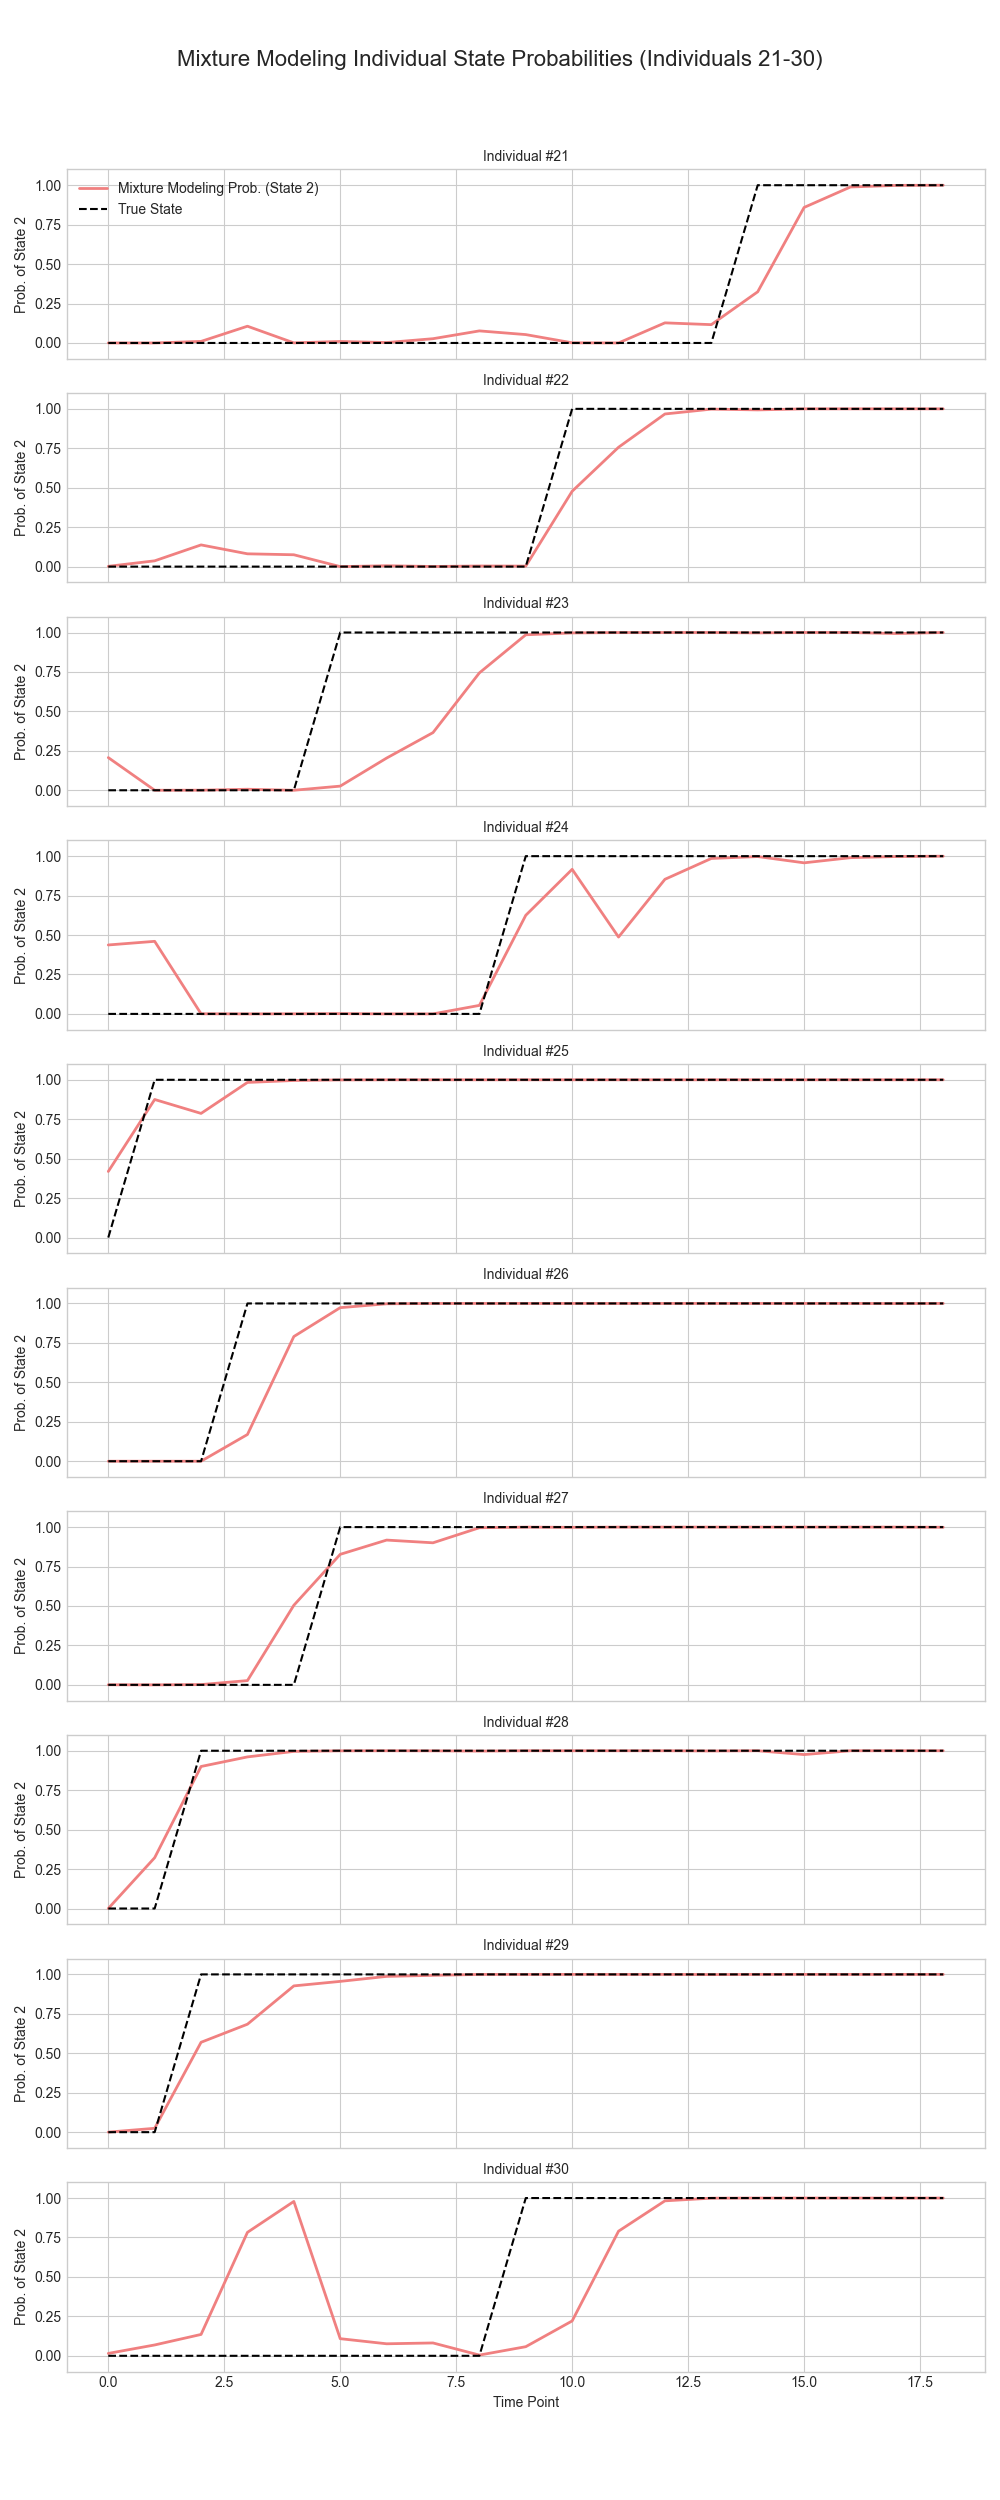 Mixture Modeling Individual State Probabilities (Individuals 21-30)
Individual #21
Mixture Modeling Prob. (State 2)
True State
Prob. of State 2
1.00
0.75
0.50
0.25
0.00
Individual #22
Prob. of State 2
1.00
0.75
0.50
0.25
0.00
Individual #23
Prob. of State 2
1.00
0.75
0.50
0.25
0.00
Individual #24
Prob. of State 2
1.00
0.75
0.50
0.25
0.00
Individual #25
Prob. of State 2
1.00
0.75
0.50
0.25
0.00
Individual #26
Prob. of State 2
1.00
0.75
0.50
0.25
0.00
Individual #27
Prob. of State 2
1.00
0.75
0.50
0.25
0.00
Individual #28
Prob. of State 2
1.00
0.75
0.50
0.25
0.00
Individual #29
Prob. of State 2
1.00
0.75
0.50
0.25
0.00
Individual #30
Prob. of State 2
1.00
0.75
0.50
0.25
0.00
0.0 2.5 5.0 7.5 10.0 12.5 15.0 17.5
Time Point